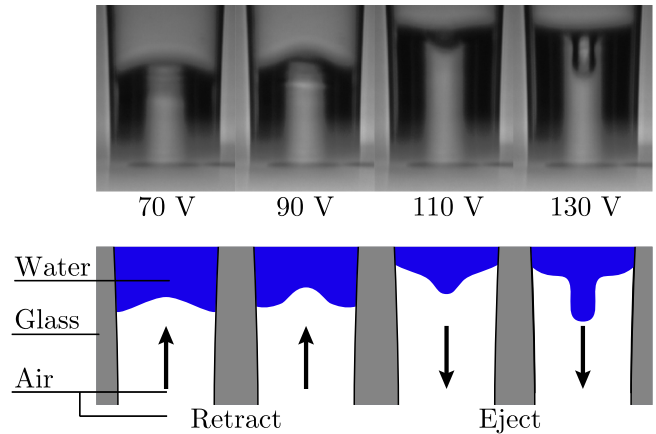 70 V 90 V 110 V 130 V
Water
Glass
Air
Retract Eject